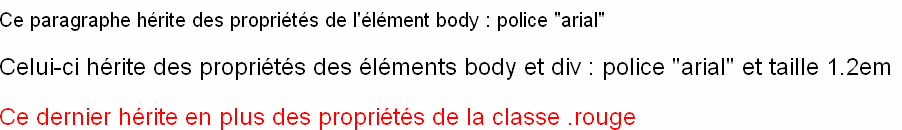 Ce paragraphe hérite des propriétés de l'élément body : police "arial"
Celui-ci hérite des propriétés des éléments body et div : police "arial" et taille 1.2em
Ce dernier hérite en plus des propriétés de la classe .rouge